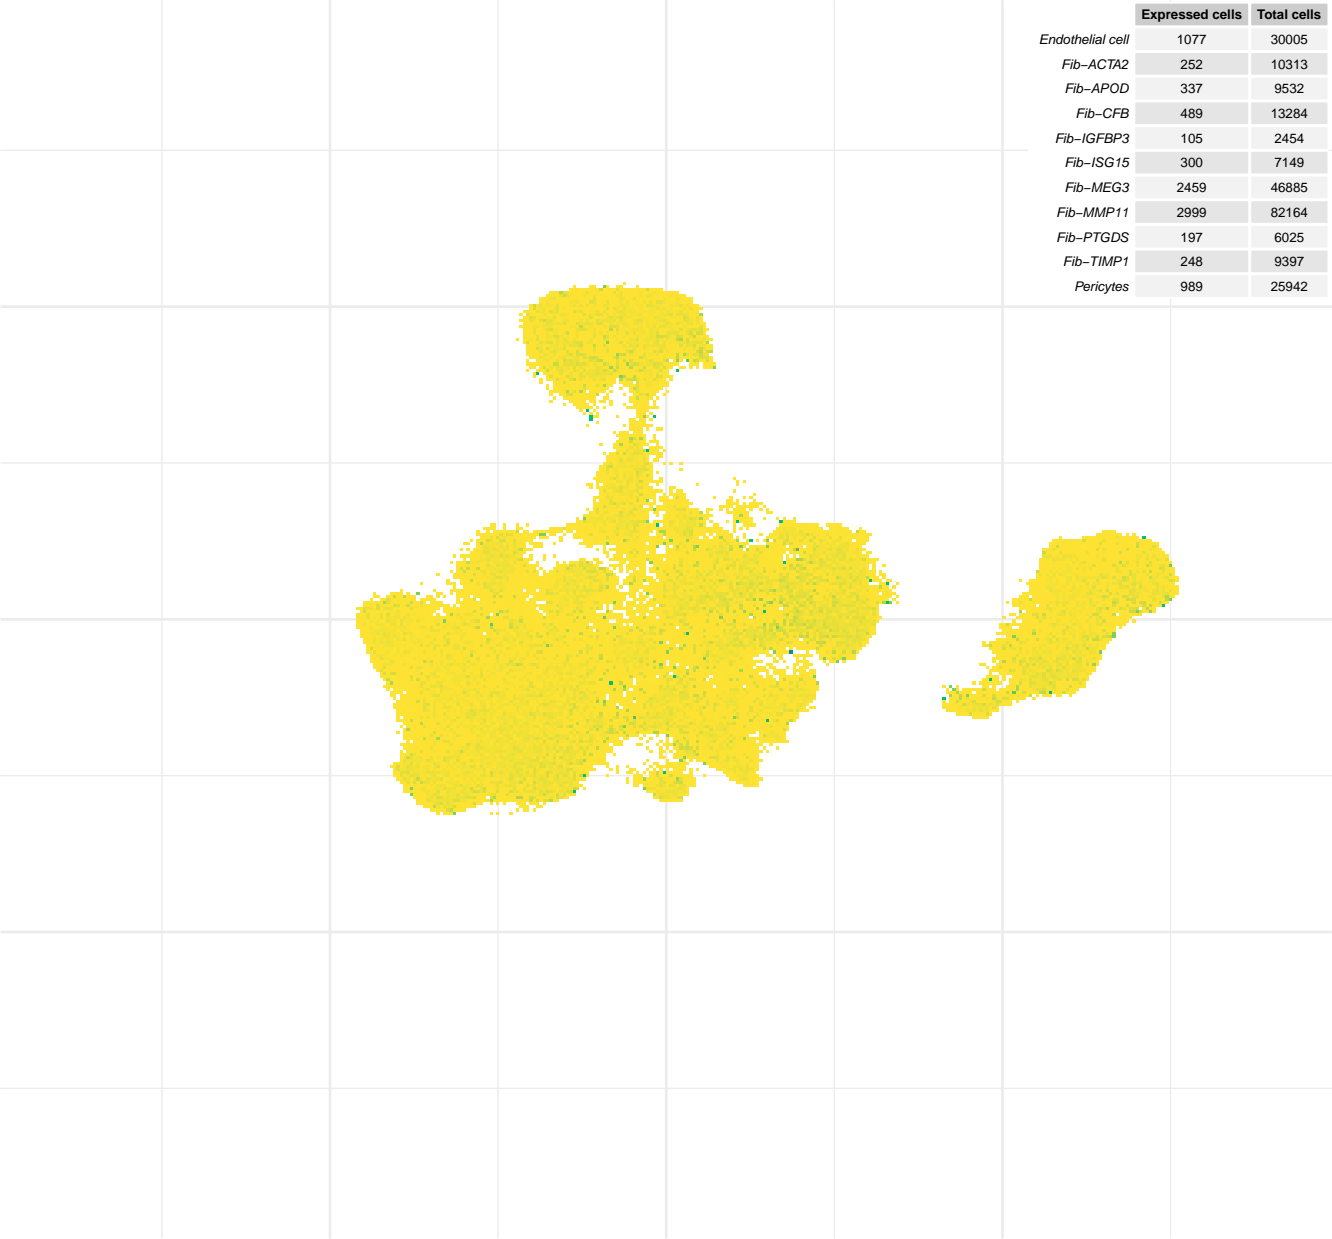 Expressed cells Total cells
Endothelial cell 1077 30005
Fib−ACTA2 252 10313
Fib−APOD 337 9532
Fib−CFB 489 13284
Fib−IGFBP3 105 2454
Fib−ISG15 300 7149
Fib−MEG3 2459 46885
Fib−MMP11 2999 82164
Fib−PTGDS 197 6025
Fib−TIMP1 248 9397
Pericytes 989 25942